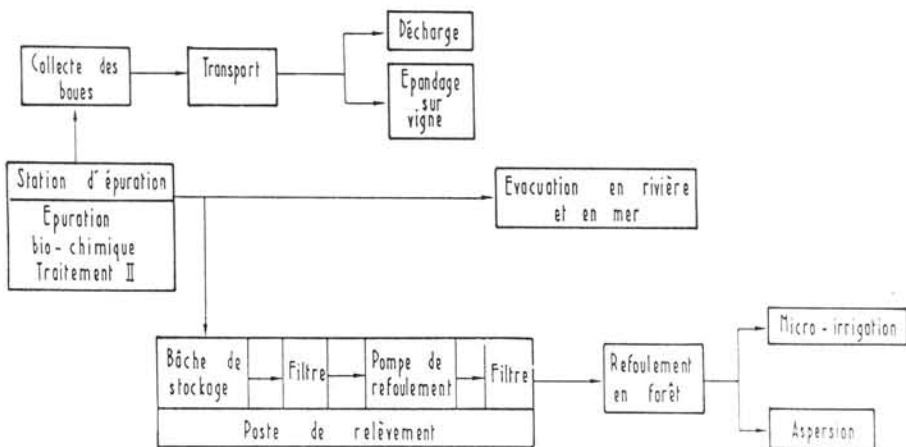 Décharge
Collecte des
boues
Transport
Epandage
sur
vigne
Station d'épuration
Epuration
bio-chimique
Traitement II
Evacuation en rivière
et en mer
Bâche de
stockage
Filtre
Pompe de
refoulement
Filtre
Poste de relèvement
Refoulement
en forêt
Micro-irrigation
Aspersion